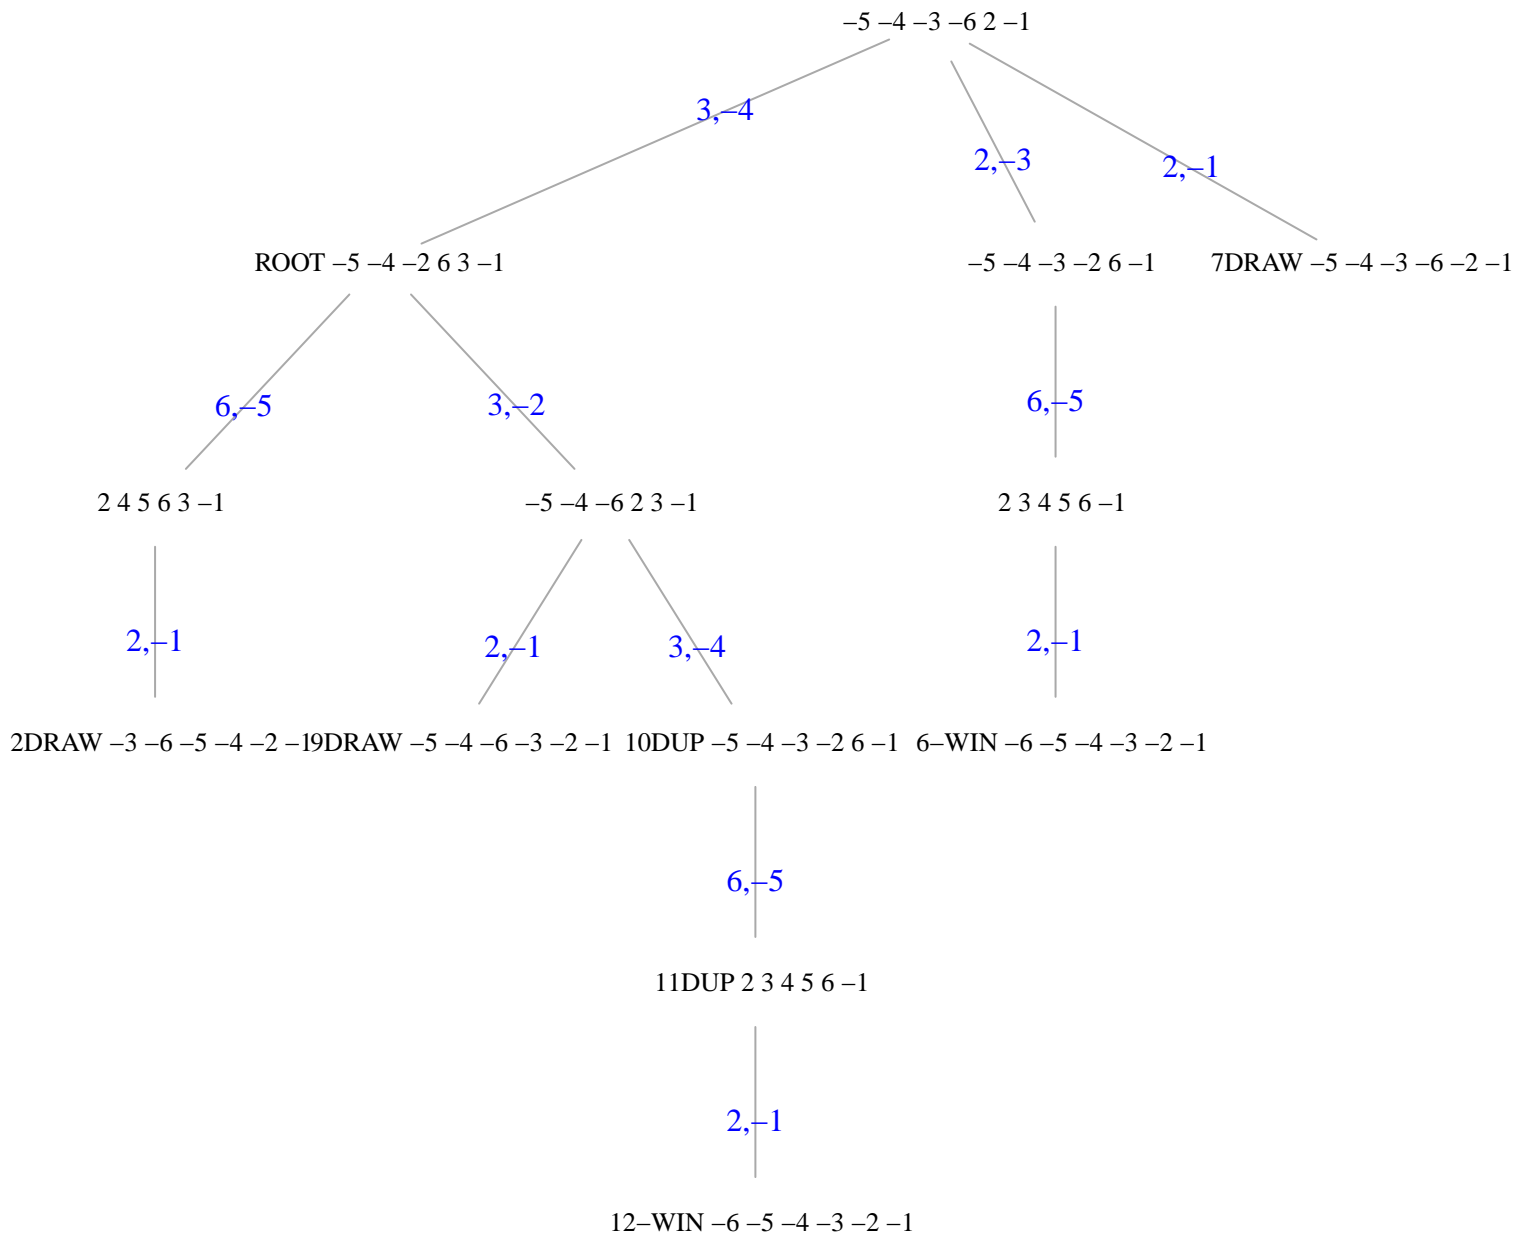 –5 –4 –3 –6 2 –1
3,–4
2,–3
2,–1
ROOT –5 –4 –2 6 3 –1
–5 –4 –3 –2 6 –1
7DRAW –5 –4 –3 –6 –2 –1
6,–5
3,–2
6,–5
2 4 5 6 3 –1
–5 –4 –6 2 3 –1
2 3 4 5 6 –1
2,–1
2,–1
3,–4
2,–1
2DRAW –3 –6 –5 –4 –2 –1
9DRAW –5 –4 –6 –3 –2 –1
10DUP –5 –4 –3 –2 6 –1
6–WIN –6 –5 –4 –3 –2 –1
6,–5
11DUP 2 3 4 5 6 –1
2,–1
12–WIN –6 –5 –4 –3 –2 –1